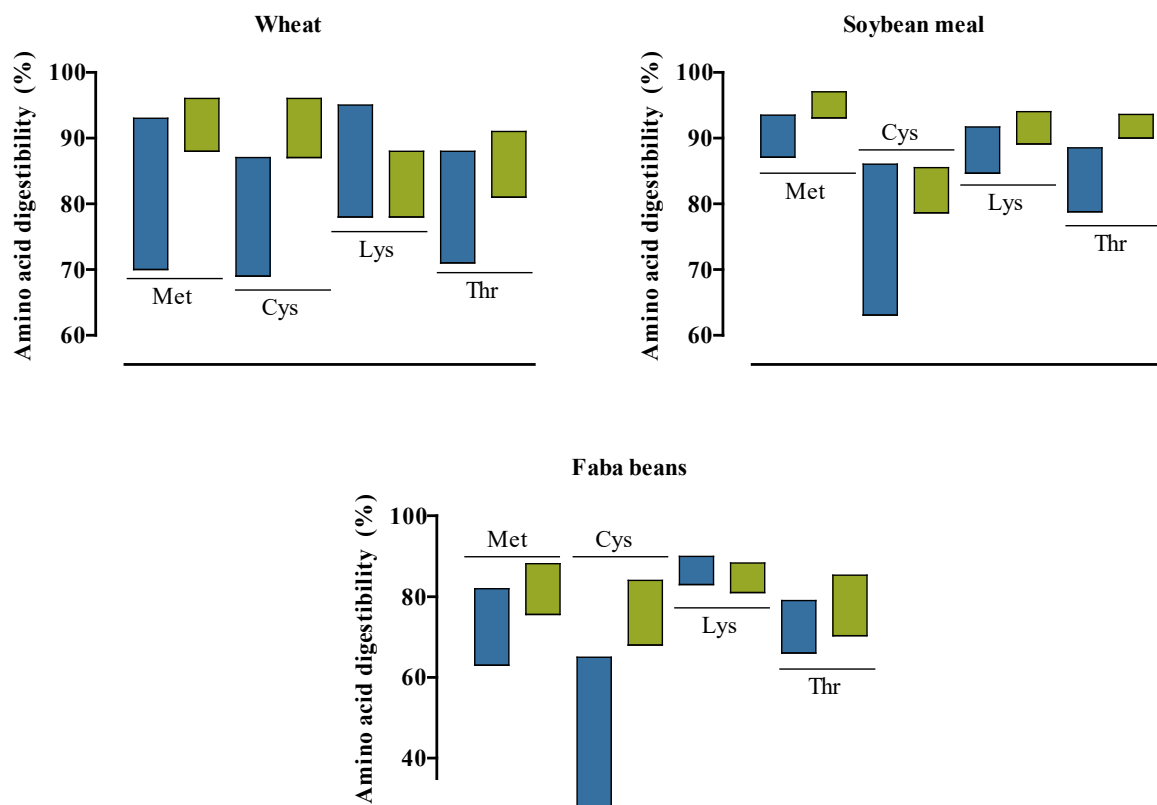 Wheat
Amino acid digestibility (%)
100
90
80
70
60
Met
Cys
Lys
Thr
Soybean meal
Amino acid digestibility (%)
100
90
80
70
60
Met
Cys
Lys
Thr
Faba beans
Amino acid digestibility (%)
100
80
60
40
Met
Cys
Lys
Thr